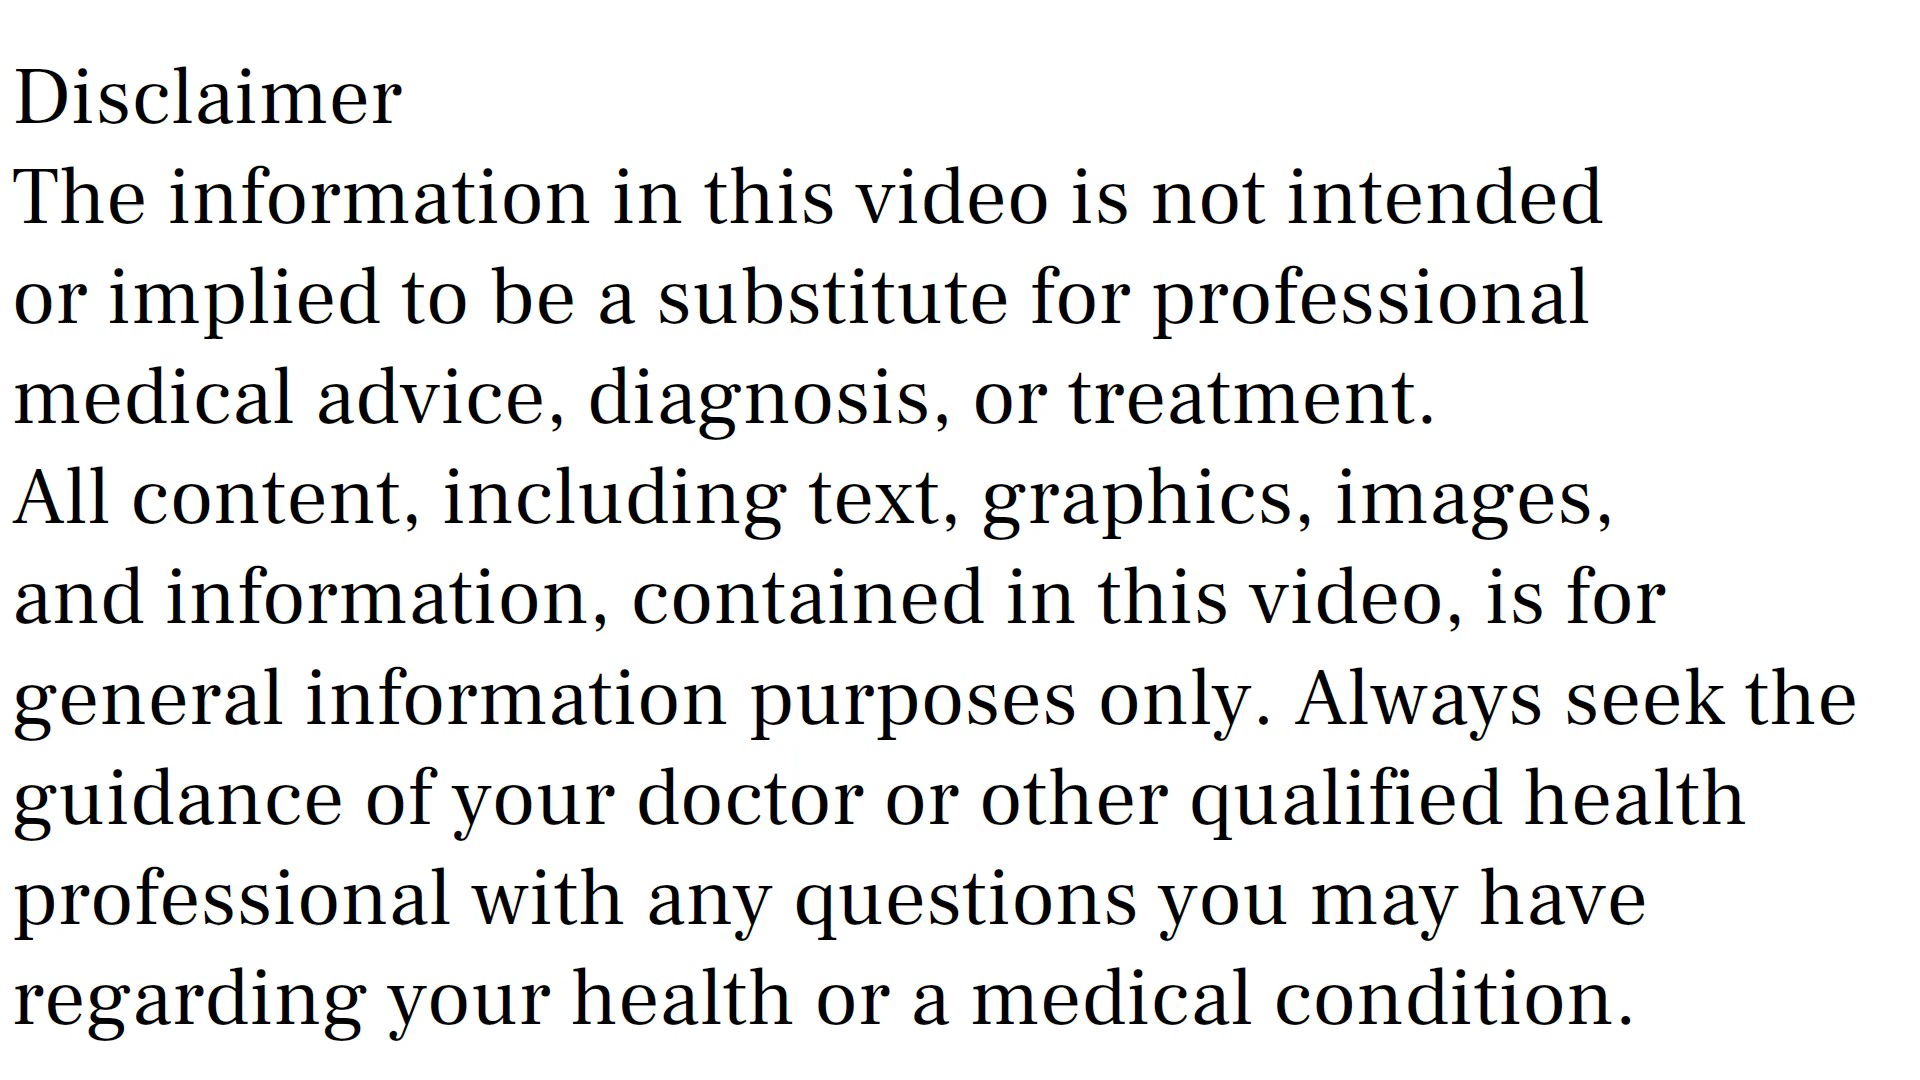 Disclaimer
The information in this video is not intended
or implied to be a substitute for professional
medical advice, diagnosis, or treatment.
All content, including text, graphics, images,
and information, contained in this video, is for
general information purposes only. Always seek the
guidance of your doctor or other qualified health
professional with any questions you may have
regarding your health or a medical condition.